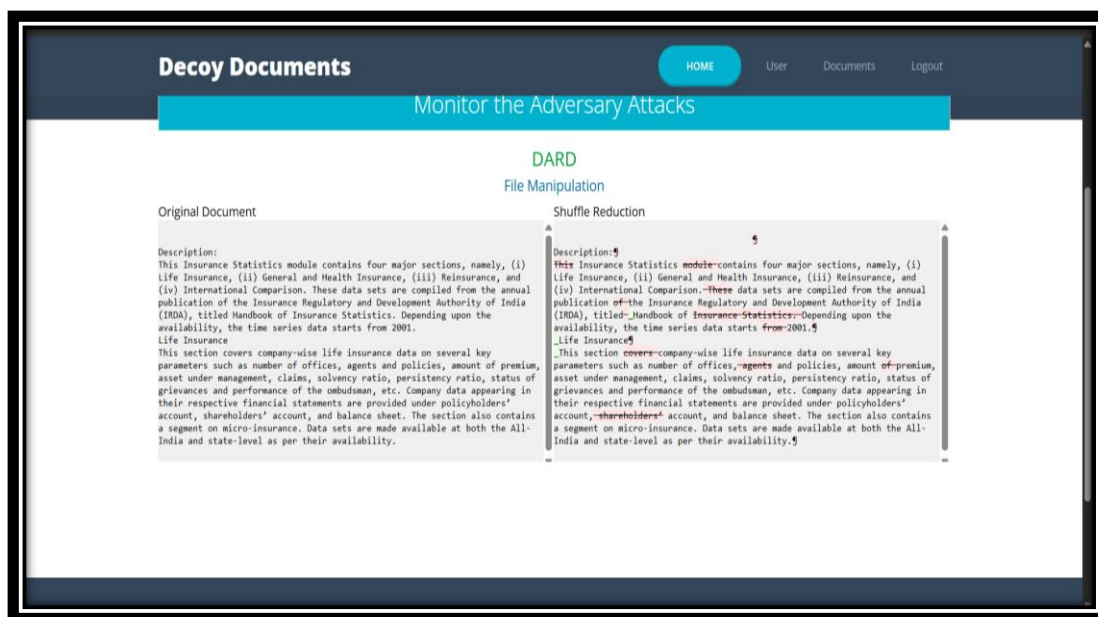 Decoy Documents
HOME
User
Documents
Logout
Monitor the Adversary Attacks
DARD
File Manipulation
Original Document
Description:
This Insurance Statistics module contains four major sections, namely, (i)
Life Insurance, (ii) General and Health Insurance, (iii) Reinsurance, and
(iv) International Comparison. These data sets are compiled from the annual
publication of the Insurance Regulatory and Development Authority of India
(IRDA), titled Handbook of Insurance Statistics. Depending upon the
availability, the time series data starts from 2001.
Life Insurance
This section covers company-wise life insurance data on several key
parameters such as number of offices, agents and policies, amount of premium,
asset under management, claims, solvency ratio, persistency ratio, status of
grievances and performance of the ombudsman, etc. Company data appearing in
their respective financial statements are provided under policyholders’
account, shareholders’ account, and balance sheet. The section also contains
a segment on micro-insurance. Data sets are made available at both the All-
India and state-level as per their availability.
Shuffle Reduction
¶
Description:¶
This Insurance Statistics module contains four major sections, namely, (i)
Life Insurance, (ii) General and Health Insurance, (iii) Reinsurance, and
(iv) International Comparison. These data sets are compiled from the annual
publication of the Insurance Regulatory and Development Authority of India
(IRDA), titled _Handbook of Insurance Statistics. Depending upon the
availability, the time series data starts from 2001.¶
_Life Insurance¶
_This section covers company-wise life insurance data on several key
parameters such as number of offices, agents and policies, amount of premium,
asset under management, claims, solvency ratio, persistency ratio, status of
grievances and performance of the ombudsman, etc. Company data appearing in
their respective financial statements are provided under policyholders’
account, shareholders’ account, and balance sheet. The section also contains
a segment on micro-insurance. Data sets are made available at both the All-
India and state-level as per their availability.¶